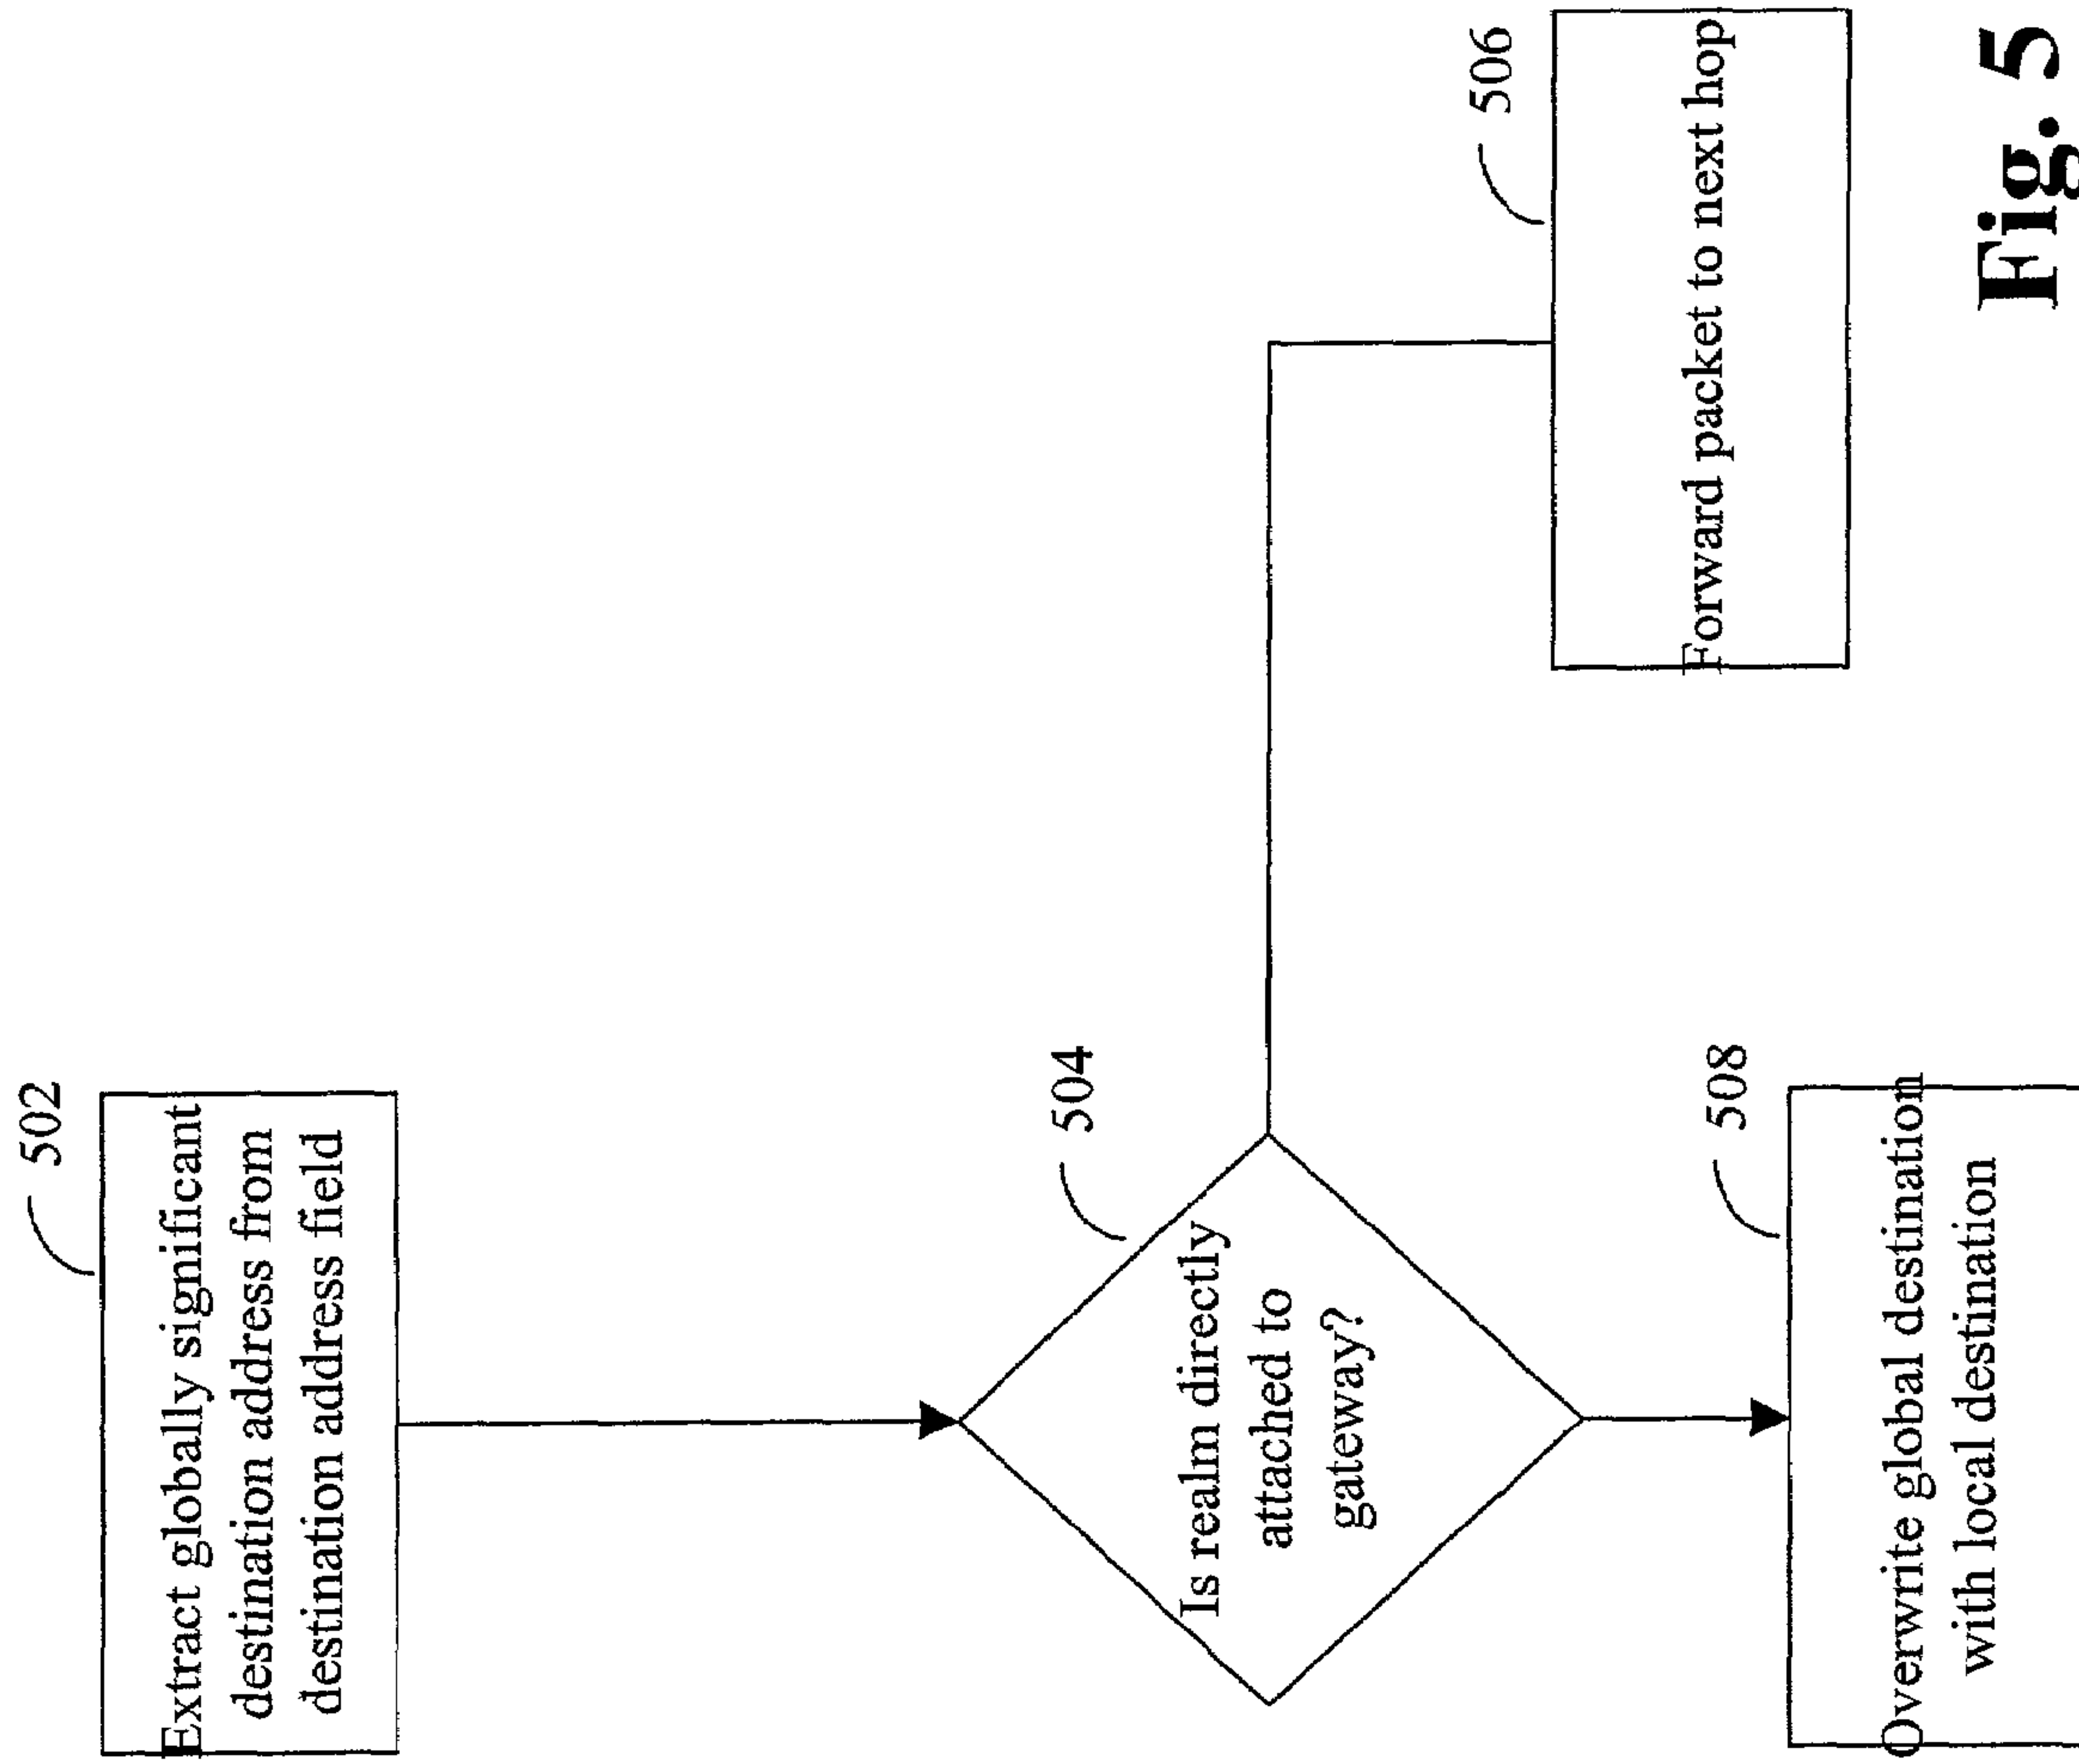 502
Extract globally significant
destination address from
destination address field
504
Is realm directly
attached to
gateway?
506
Forward packet to next hop
508
Overwrite global destination
with local destination
Fig. 5